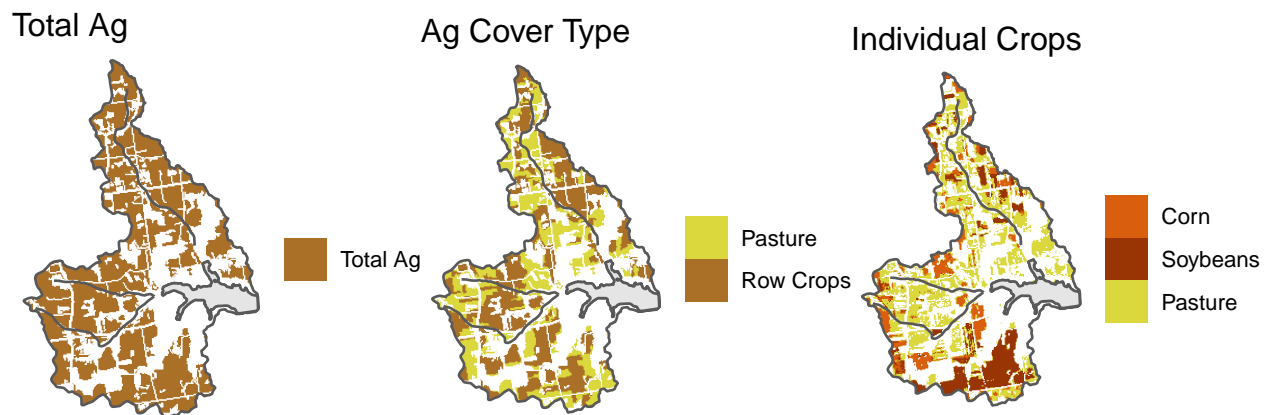 Total Ag
Ag Cover Type
Individual Crops
Total Ag
Pasture
Row Crops
Corn
Soybeans
Pasture